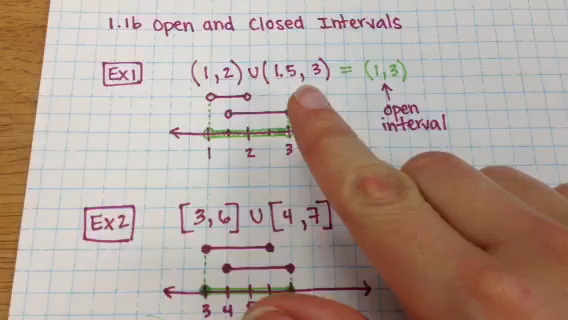 1.1b Open and Closed Intervals
Ex1 (1,2) ∪ (1.5, 3) = (1,3)
open
interval
1 2 3
Ex2 [3,6] ∪ [4,7]
3 4